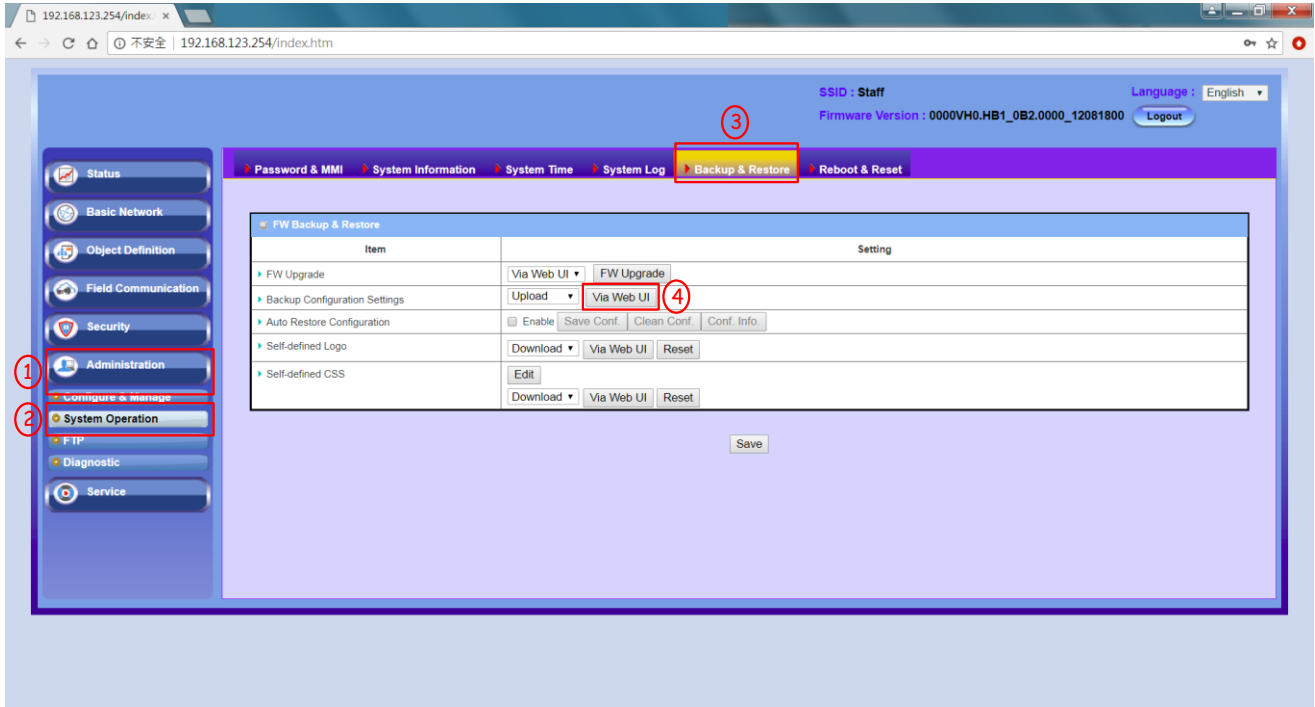 192.168.123.254/index.
不安全 | 192.168.123.254/index.htm
SSID : Staff
Language : English
Firmware Version : 0000VH0.HB1_0B2.0000_12081800
Logout
3
Password & MMI
System Information
System Time
System Log
Backup & Restore
Reboot & Reset
Status
Basic Network
Object Definition
Field Communication
Security
1
Administration
Configure & Manage
2
System Operation
FTP
Diagnostic
Service
FW Backup & Restore
Item
Setting
FW Upgrade
Via Web UI
FW Upgrade
Backup Configuration Settings
Upload
Via Web UI
4
Auto Restore Configuration
Enable
Save Conf.
Clean Conf.
Conf. Info.
Self-defined Logo
Download
Via Web UI
Reset
Self-defined CSS
Edit
Download
Via Web UI
Reset
Save